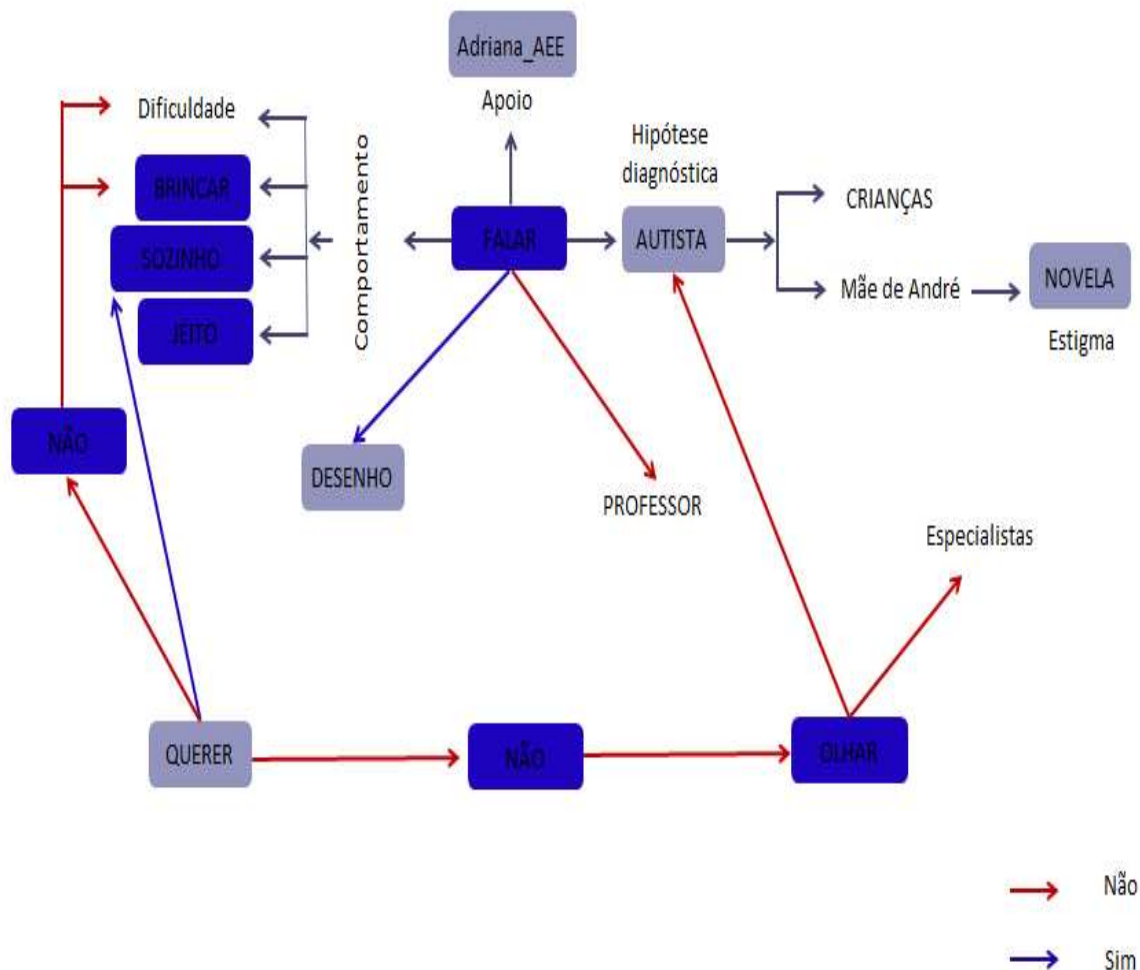 Adriana_AEE
Apoio
Dificuldade
BRINCAR
SOZINHO
JEITO
Comportamento
FALAR
Hipótese
diagnóstica
AUTISTA
CRIANÇAS
Mãe de André
NOVELA
Estigma
NÃO
DESENHO
PROFESSOR
Especialistas
QUERER
NÃO
OLHAR
Não
Sim